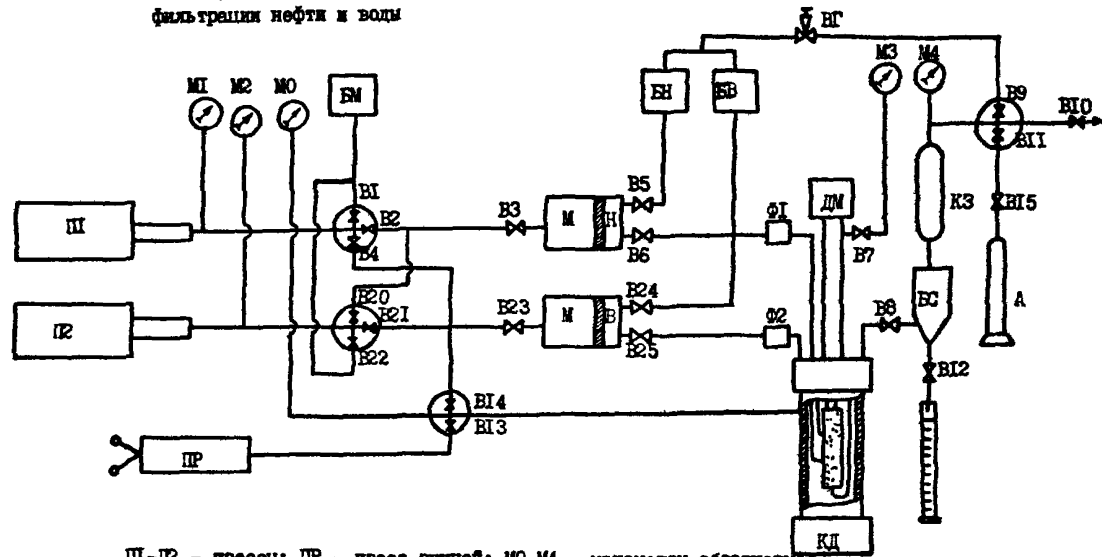 фильтрации нефти и воды
ВГ
М3
М4
М1
М2
М0
БМ
БН
БВ
В9
В10
В11
В1
В2
В3
В4
М
Н
В5
В6
Ф1
ДМ
В7
КЗ
В15
П1
В20
В21
В22
В23
М
В
В24
В25
Ф2
В8
БС
А
П2
В12
В14
В13
ПР
КД
П1-П2 - прессы; ПР - пресс ручной; М0-М4 - манометры